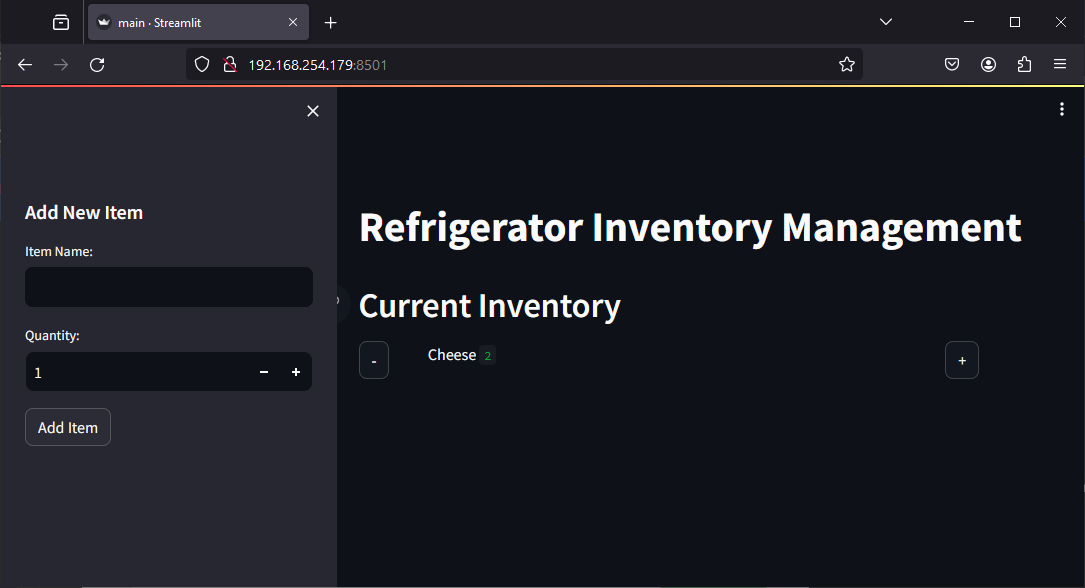 main · Streamlit
192.168.254.179:8501
Add New Item
Item Name:
Quantity:
1
Add Item
Refrigerator Inventory Management
Current Inventory
- Cheese 2 +